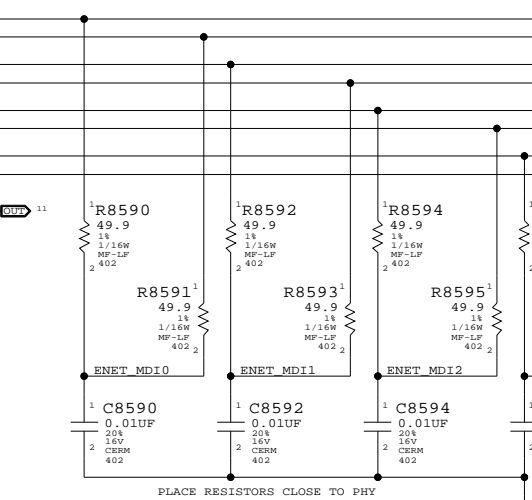 OUT 11
1 R8590
49.9
1%
1/16W
MF-LF
2 402
1 R8592
49.9
1%
1/16W
MF-LF
2 402
1 R8594
49.9
1%
1/16W
MF-LF
2 402
1
2
R8591 1
49.9
1%
1/16W
MF-LF
402 2
R8593 1
49.9
1%
1/16W
MF-LF
402 2
R8595 1
49.9
1%
1/16W
MF-LF
402 2
ENET_MDI0
ENET_MDI1
ENET_MDI2
1 C8590
0.01UF
20%
2 16V
CERM
402
1 C8592
0.01UF
20%
2 16V
CERM
402
1 C8594
0.01UF
20%
2 16V
CERM
402
1
2
PLACE RESISTORS CLOSE TO PHY